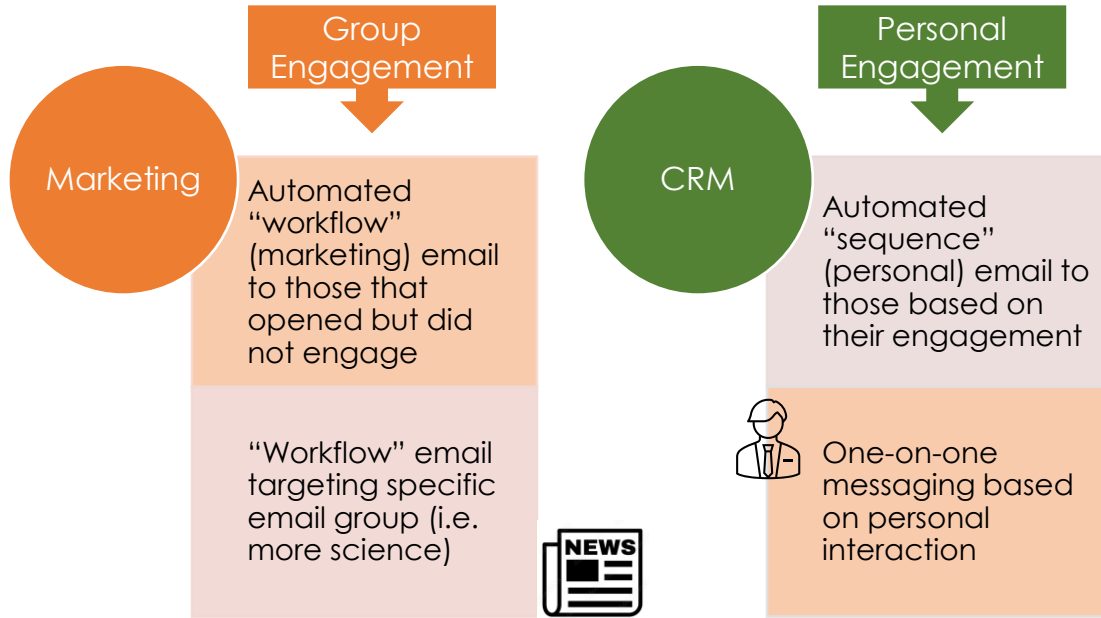 Group
Engagement
Marketing
Automated
“workflow”
(marketing) email
to those that
opened but did
not engage
“Workflow” email
targeting specific
email group (i.e.
more science)
NEWS
Personal
Engagement
CRM
Automated
“sequence”
(personal) email to
those based on
their engagement
One-on-one
messaging based
on personal
interaction